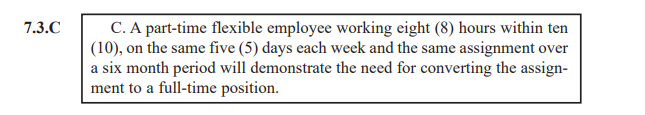 7.3.C
C. A part-time flexible employee working eight (8) hours within ten
(10), on the same five (5) days each week and the same assignment over
a six month period will demonstrate the need for converting the assign-
ment to a full-time position.